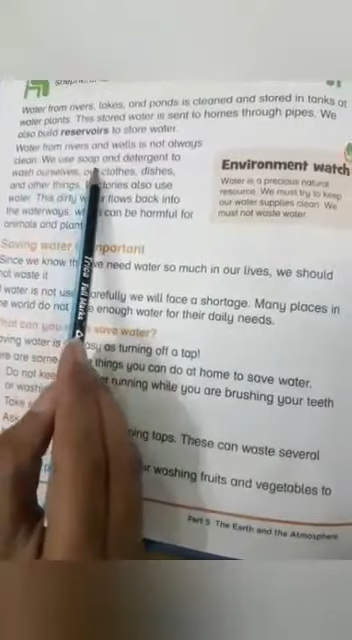 Water from rivers, lakes, and ponds is cleaned and stored in tanks at
water plants. This stored water is sent to homes through pipes. We
also build reservoirs to store water.
Water from rivers and wells is not always
clean. We use soap and detergent to
wash ourselves, our clothes, dishes,
and other things. Factories also use
water. This dirty water flows back into
the waterways, which can be harmful for
animals and plants
Environment watch
Water is a precious natural
resource. We must try to keep
our water supplies clean. We
must not waste water.
Saving water is important
Since we know that we need water so much in our lives, we should
not waste it
water is not used carefully we will face a shortage. Many places in
the world do not have enough water for their daily needs.
What can you do to save water?
Saving water is as easy as turning off a tap!
are some things you can do at home to save water.
Do not keep running while you are brushing your teeth
or washing
Take
Ask
taps. These can waste several
washing fruits and vegetables to
Part 5 The Earth and the Atmosphere
Trica Full Marks